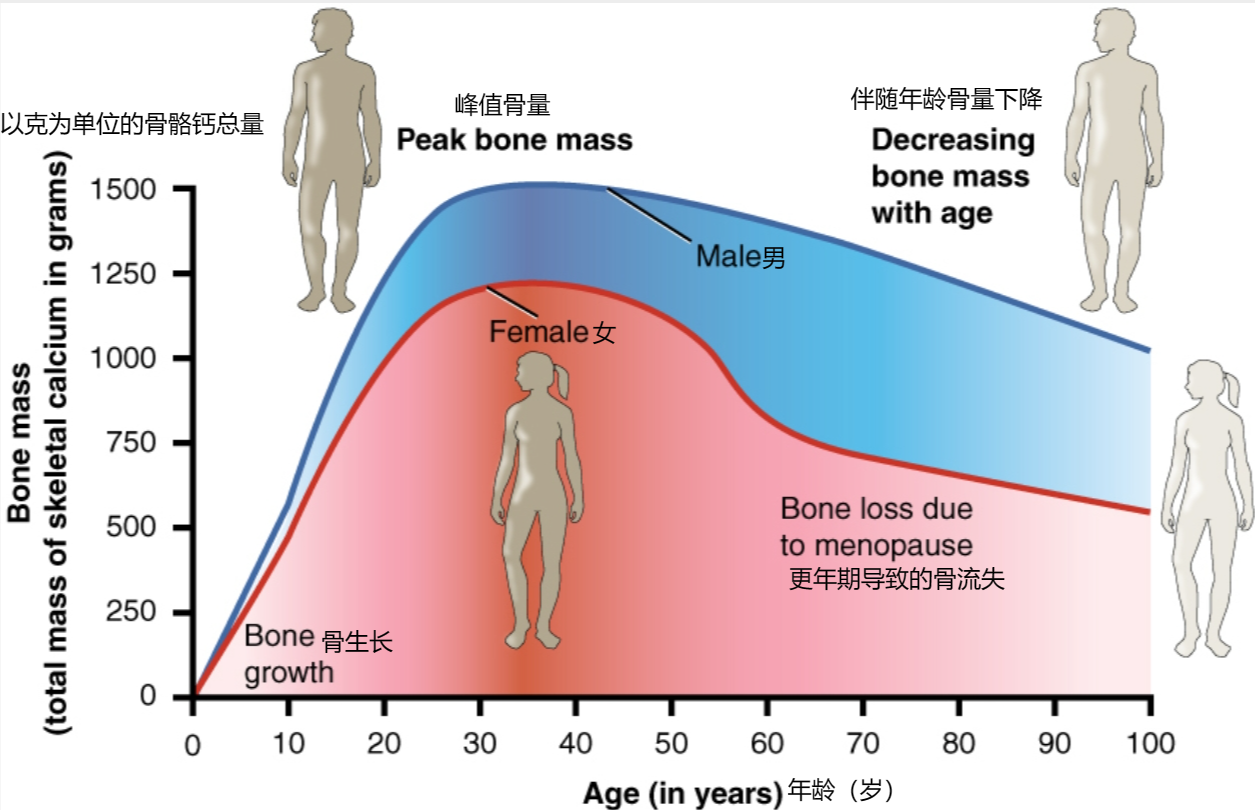 以克为单位的骨骼钙总量
峰值骨量
Peak bone mass
伴随年龄骨量下降
Decreasing
bone mass
with age
Bone mass
(total mass of skeletal calcium in grams)
1500
1250
1000
750
500
250
0
Male男
Female女
Bone loss due
to menopause
更年期导致的骨流失
Bone 骨生长
growth
0 10 20 30 40 50 60 70 80 90 100
Age (in years) 年龄（岁）